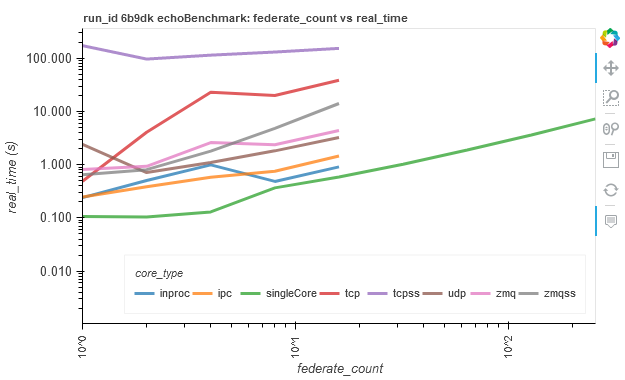 run_id 6b9dk echoBenchmark: federate_count vs real_time
100.000
10.000
1.000
0.100
0.010
real_time (s)
core_type
inproc ipc singleCore tcp tcpss udp zmq zmqss
10^0 10^1 10^2
federate_count